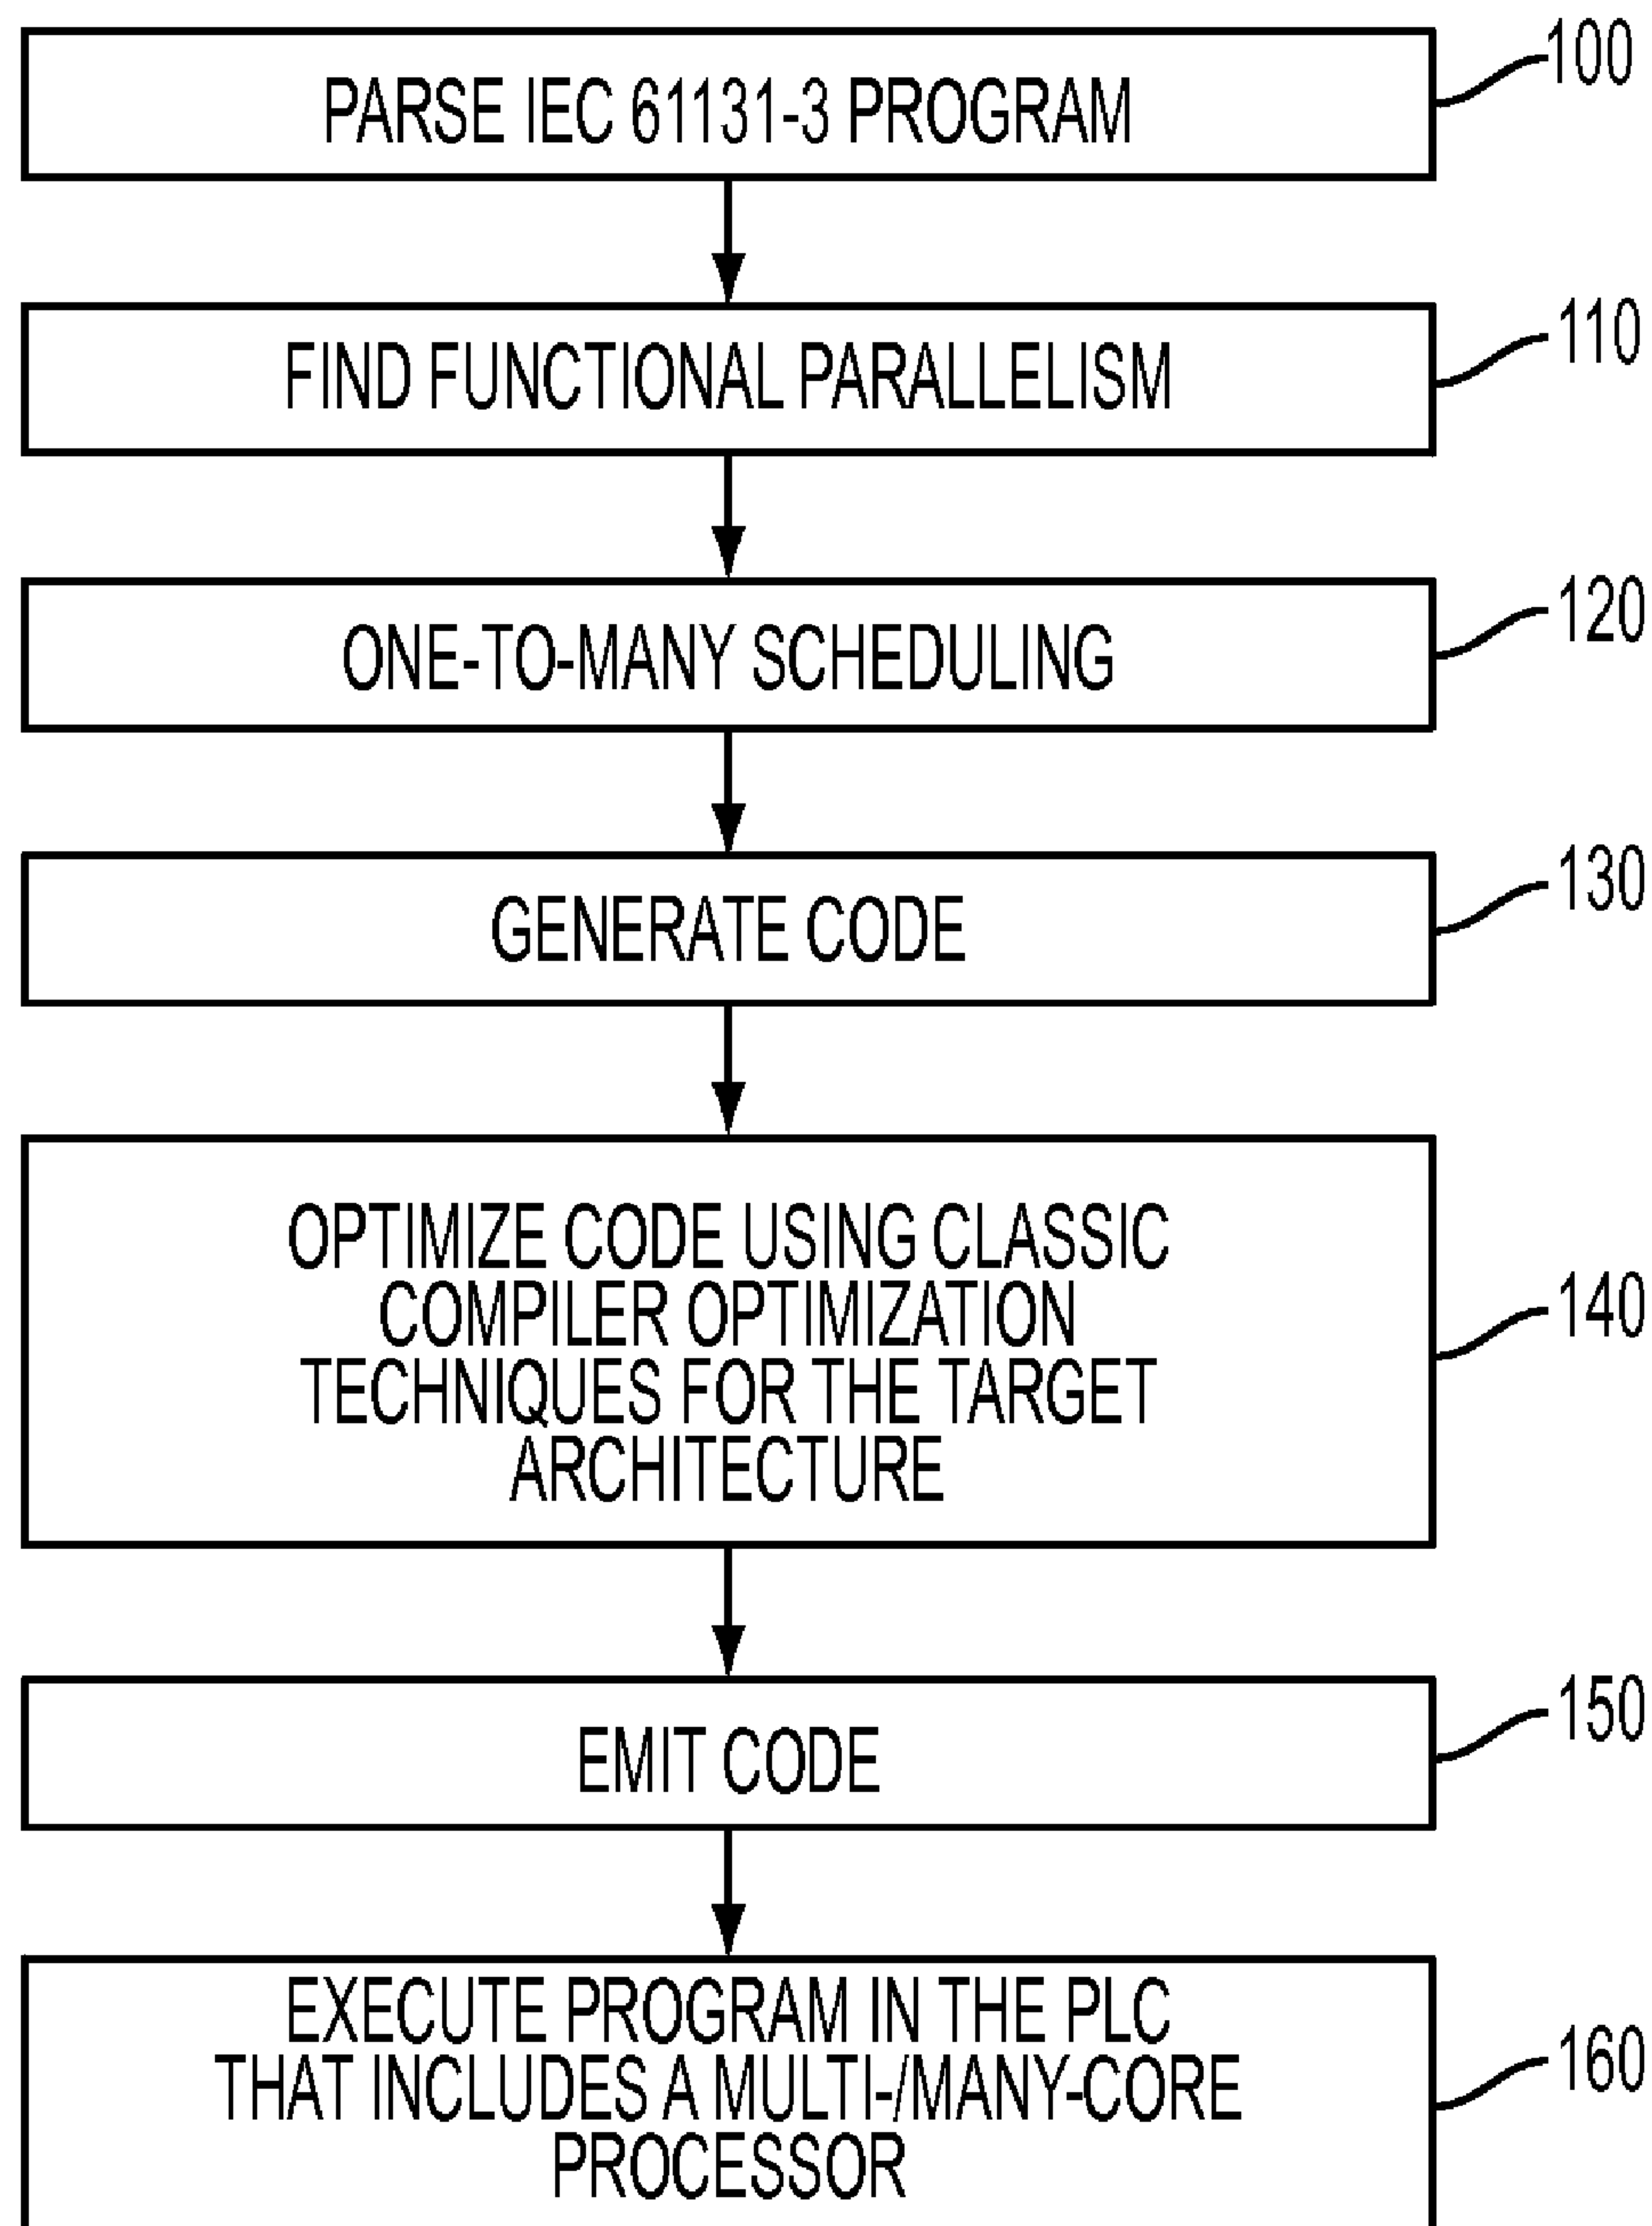 PARSE IEC 61131-3 PROGRAM
100
FIND FUNCTIONAL PARALLELISM
110
ONE-TO-MANY SCHEDULING
120
GENERATE CODE
130
OPTIMIZE CODE USING CLASSIC
COMPILER OPTIMIZATION
TECHNIQUES FOR THE TARGET
ARCHITECTURE
140
EMIT CODE
150
EXECUTE PROGRAM IN THE PLC
THAT INCLUDES A MULTI-/MANY-CORE
PROCESSOR
160